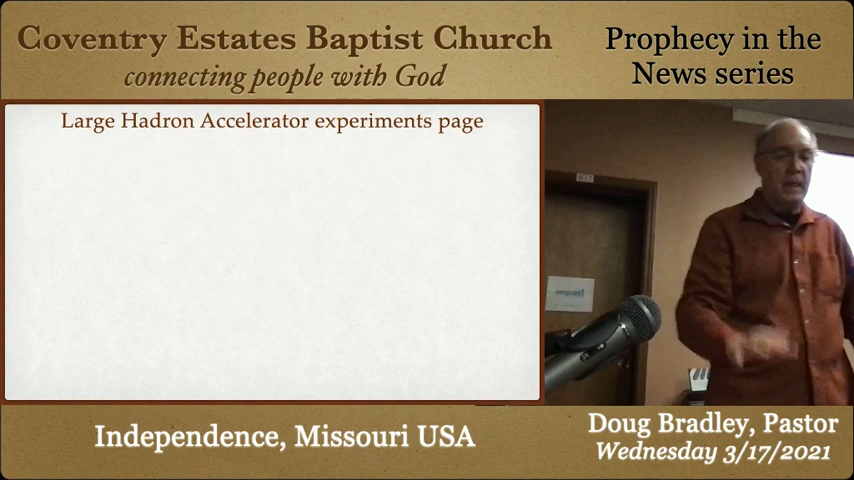 Coventry Estates Baptist Church
connecting people with God
Prophecy in the
News series
Large Hadron Accelerator experiments page
impact
Independence, Missouri USA
Doug Bradley, Pastor
Wednesday 3/17/2021